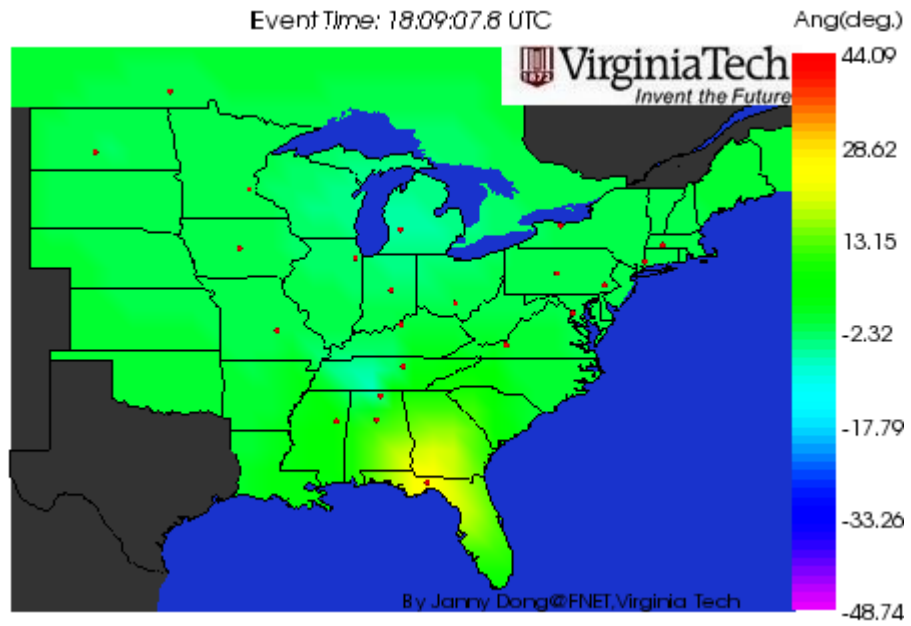 Event Time: 18:09:07.8 UTC
Ang(deg.)
VirginiaTech
1872
Invent the Future
44.09
28.62
13.15
-2.32
-17.79
-33.26
-48.74
By Janny Dong@FNET,Virginia Tech